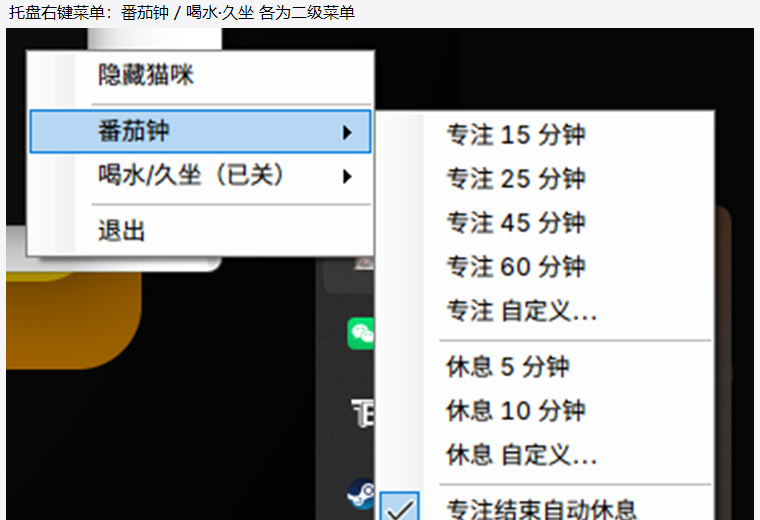 托盘右键菜单：番茄钟 / 喝水·久坐 各为二级菜单
隐藏猫咪
番茄钟
喝水/久坐（已关）
退出
专注 15 分钟
专注 25 分钟
专注 45 分钟
专注 60 分钟
专注 自定义...
休息 5 分钟
休息 10 分钟
休息 自定义...
专注结束自动休息